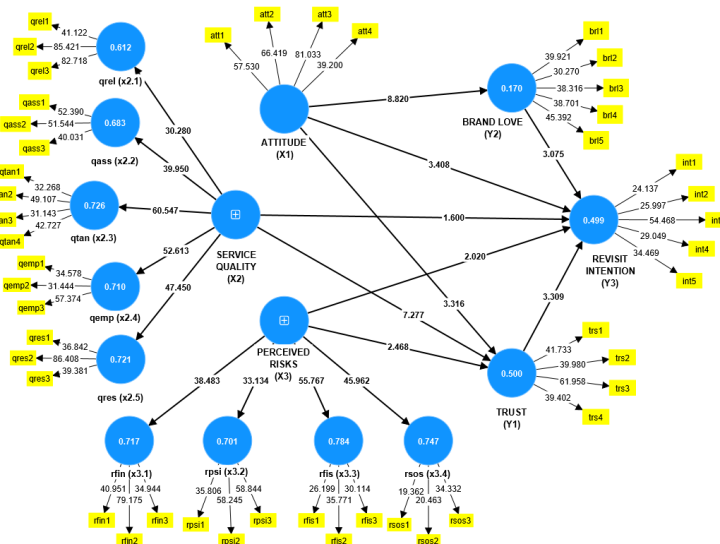 qrel1
41.122
qrel2
85.421
0.612
82.718
qrel3
qrel (x2.1)
qass1
52.390
qass2
51.544
0.683
40.031
qass3
qass (x2.2)
qtan1
32.268
49.107
0.726
31.143
42.727
qtan4
qtan (x2.3)
qemp1
34.578
qemp2
31.444
0.710
57.374
qemp3
qemp (x2.4)
qres1
36.842
qres2
86.408
0.721
39.381
qres3
qres (x2.5)
30.280
39.950
60.547
52.613
47.450
SERVICE
QUALITY
(X2)
att1
att2
att3
att4
57.530
66.419
81.033
39.200
ATTITUDE
(X1)
8.820
3.408
1.600
2.020
3.316
7.277
2.468
3.075
3.309
0.170
BRAND LOVE
(Y2)
39.921
30.270
38.316
38.701
45.392
brl1
brl2
brl3
brl4
brl5
0.499
REVISIT
INTENTION
(Y3)
24.137
25.997
54.468
29.049
34.469
int1
int2
int4
int5
0.500
TRUST
(Y1)
41.733
39.980
61.958
39.402
trs1
trs2
trs3
trs4
PERCEIVED
RISKS
(X3)
38.483
33.134
55.767
45.962
0.717
rfin (x3.1)
40.951
79.175
34.944
rfin1
rfin2
rfin3
0.701
rpsi (x3.2)
35.806
58.245
58.844
rpsi1
rpsi2
rpsi3
0.784
rfis (x3.3)
26.199
35.771
30.114
rfis1
rfis2
rfis3
0.747
rsos (x3.4)
19.362
20.463
34.332
rsos1
rsos2
rsos3